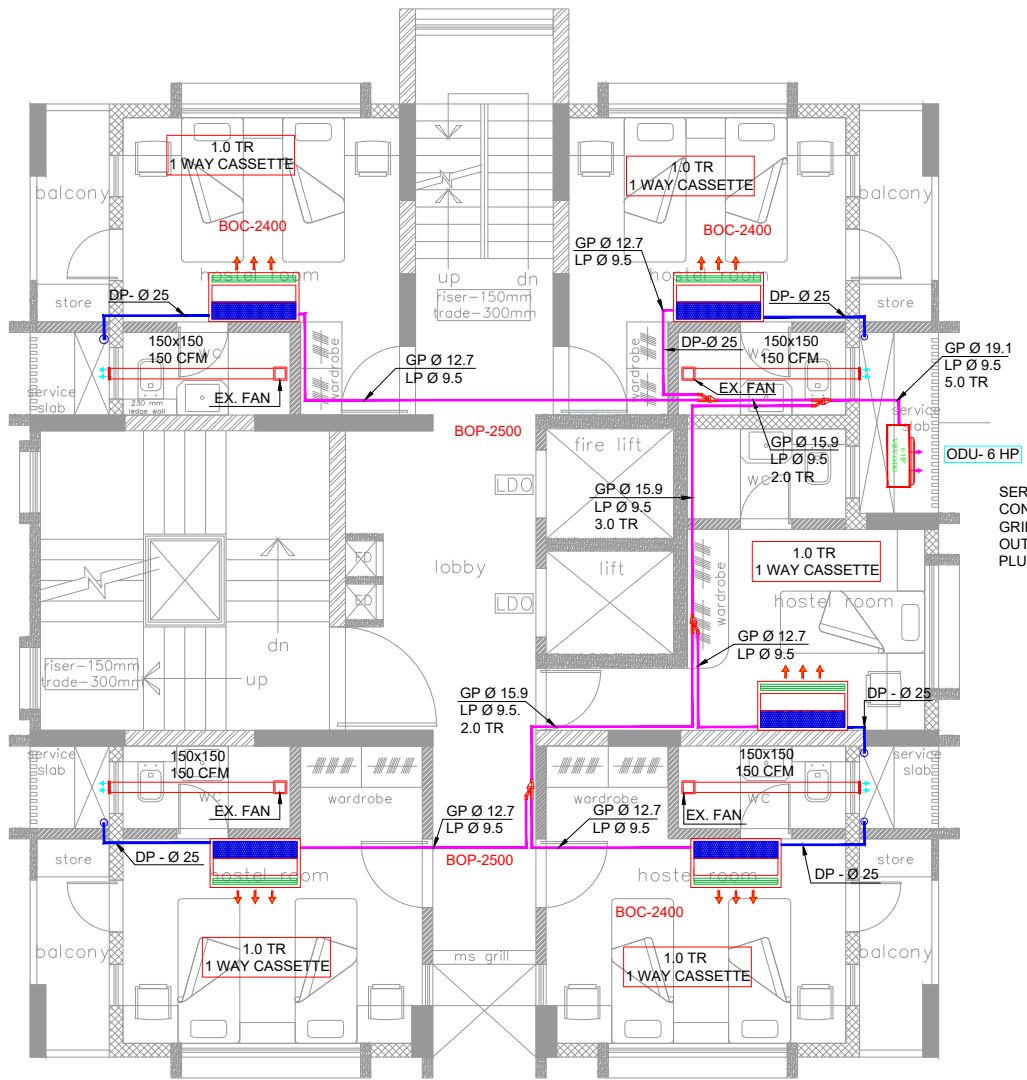 1.0 TR
1 WAY CASSETTE
1.0 TR
1 WAY CASSETTE
balcony
balcony
BOC-2400
BOC-2400
GP Ø 12.7
LP Ø 9.5
hostel room
hostel room
up
dn
store
DP- Ø 25
riser-150mm
trade-300mm
DP- Ø 25
store
150x150
150 CFM
WC
EX. FAN
230 mm
ledge wall
service
slab
wardrobe
GP Ø 12.7
LP Ø 9.5
wardrobe
DP-Ø 25
150x150
150 CFM
WC
EX. FAN
GP Ø 19.1
LP Ø 9.5
5.0 TR
service
slab
BOP-2500
fire lift
GP Ø 15.9
LP Ø 9.5
2.0 TR
WC
ODU- 6 HP
6 HP
LDO
GP Ø 15.9
LP Ø 9.5
3.0 TR
SER
CON
GRI
OUT
PLU
lobby
lift
LDO
FD
FD
wardrobe
1.0 TR
1 WAY CASSETTE
hostel room
dn
riser-150mm
trade-300mm
up
GP Ø 12.7
LP Ø 9.5
GP Ø 15.9
LP Ø 9.5.
2.0 TR
DP - Ø 25
service
slab
150x150
150 CFM
WC
EX. FAN
wardrobe
wardrobe
150x150
150 CFM
WC
EX. FAN
service
slab
GP Ø 12.7
LP Ø 9.5
GP Ø 12.7
LP Ø 9.5
store
DP - Ø 25
BOP-2500
DP - Ø 25
store
hostel room
hostel room
BOC-2400
balcony
1.0 TR
1 WAY CASSETTE
ms grill
1.0 TR
1 WAY CASSETTE
balcony